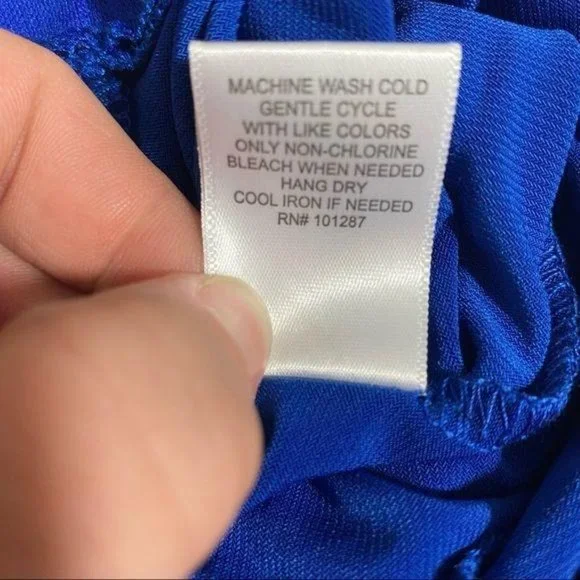 MACHINE WASH COLD
GENTLE CYCLE
WITH LIKE COLORS
ONLY NON-CHLORINE
BLEACH WHEN NEEDED
HANG DRY
COOL IRON IF NEEDED
RN# 101287